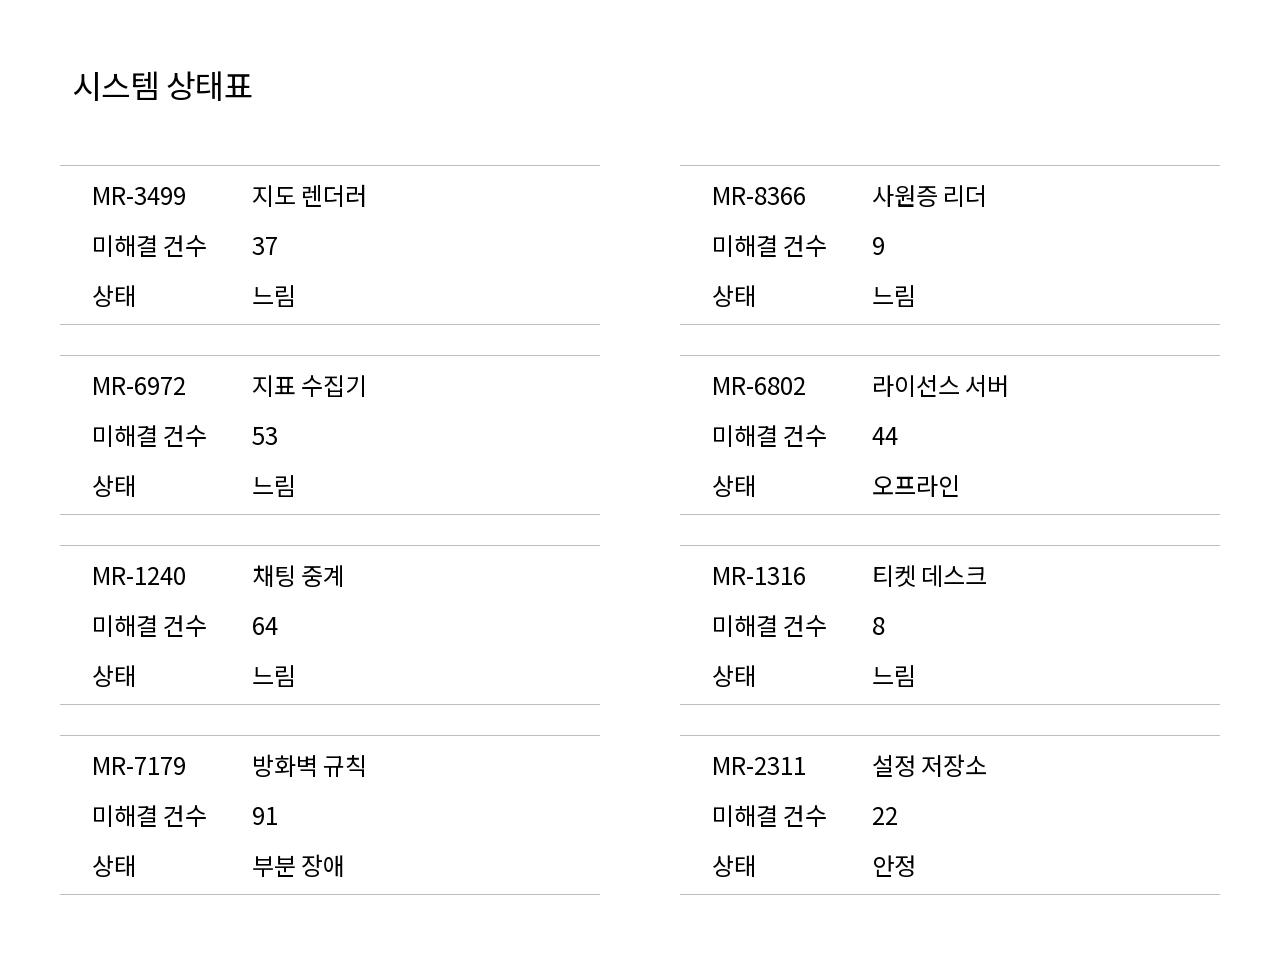 시스템 상태표
MR-3499 지도 렌더러
미해결 건수 37
상태 느림
MR-8366 사원증 리더
미해결 건수 9
상태 느림
MR-6972 지표 수집기
미해결 건수 53
상태 느림
MR-6802 라이선스 서버
미해결 건수 44
상태 오프라인
MR-1240 채팅 중계
미해결 건수 64
상태 느림
MR-1316 티켓 데스크
미해결 건수 8
상태 느림
MR-7179 방화벽 규칙
미해결 건수 91
상태 부분 장애
MR-2311 설정 저장소
미해결 건수 22
상태 안정